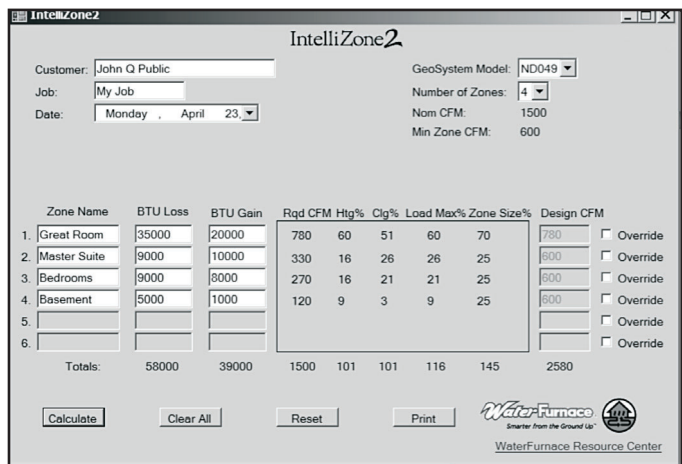 IntelliZone2
IntelliZone2
Customer: John Q Public GeoSystem Model: ND049
Job: My Job Number of Zones: 4
Date: Monday , April 23, Nom CFM: 1500
Min Zone CFM: 600
Zone Name BTU Loss BTU Gain Rqd CFM Htg% Clg% Load Max% Zone Size% Design CFM
1. Great Room 35000 20000 780 60 51 60 70 780 Override
2. Master Suite 9000 10000 330 16 26 26 25 600 Override
3. Bedrooms 9000 8000 270 16 21 21 25 600 Override
4. Basement 5000 1000 120 9 3 9 25 600 Override
5. Override
6. Override
Totals: 58000 39000 1500 101 101 116 145 2580
Calculate Clear All Reset Print WaterFurnace
Smarter from the Ground Up
WaterFurnace Resource Center